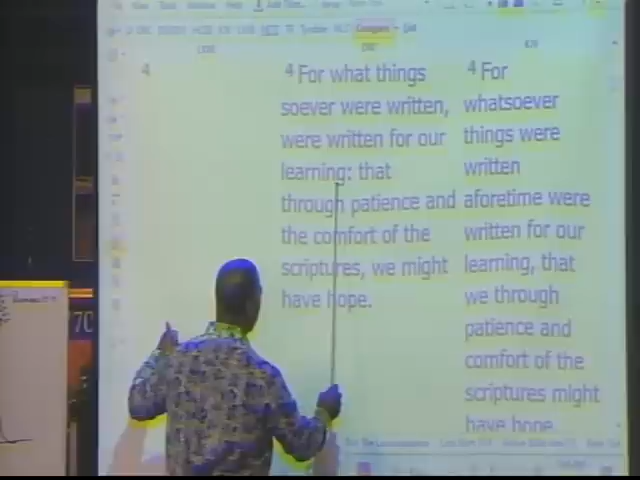 4
4 For what things
soever were written,
were written for our
learning: that
through patience and
the comfort of the
scriptures, we might
have hope.
4 For
whatsoever
things were
written
aforetime were
written for our
learning, that
we through
patience and
comfort of the
scriptures might
have hope
70